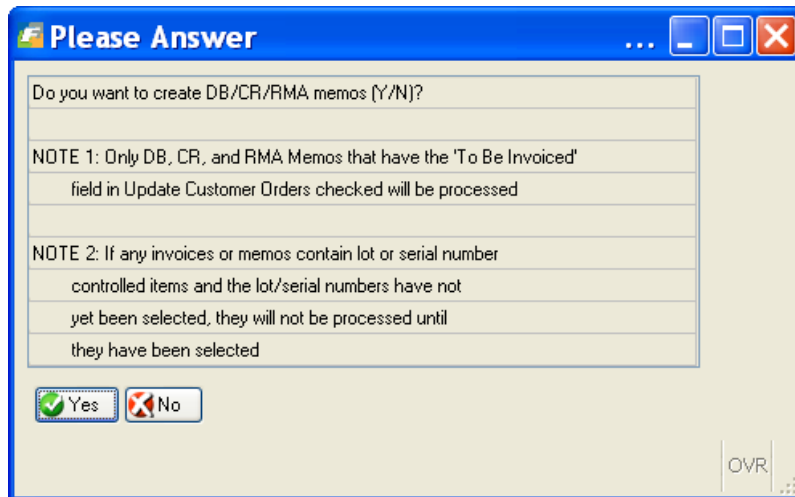 Please Answer
...
Do you want to create DB/CR/RMA memos (Y/N)?
NOTE 1: Only DB, CR, and RMA Memos that have the 'To Be Invoiced'
field in Update Customer Orders checked will be processed
NOTE 2: If any invoices or memos contain lot or serial number
controlled items and the lot/serial numbers have not
yet been selected, they will not be processed until
they have been selected
Yes No
OVR